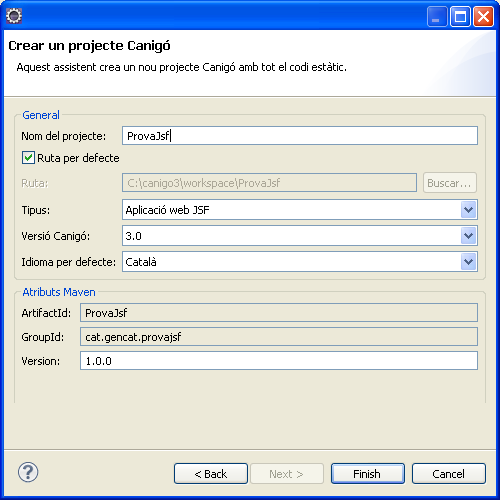 Crear un projecte Canigó
Aquest assistent crea un nou projecte Canigó amb tot el codi estàtic.
General
Nom del projecte: ProvaJsf
Ruta per defecte
Ruta: C:\canigo3\workspace\ProvaJsf Buscar...
Tipus: Aplicació web JSF
Versió Canigó: 3.0
Idioma per defecte: Català
Atributs Maven
ArtifactId: ProvaJsf
GroupId: cat.gencat.provajsf
Version: 1.0.0
? < Back Next > Finish Cancel